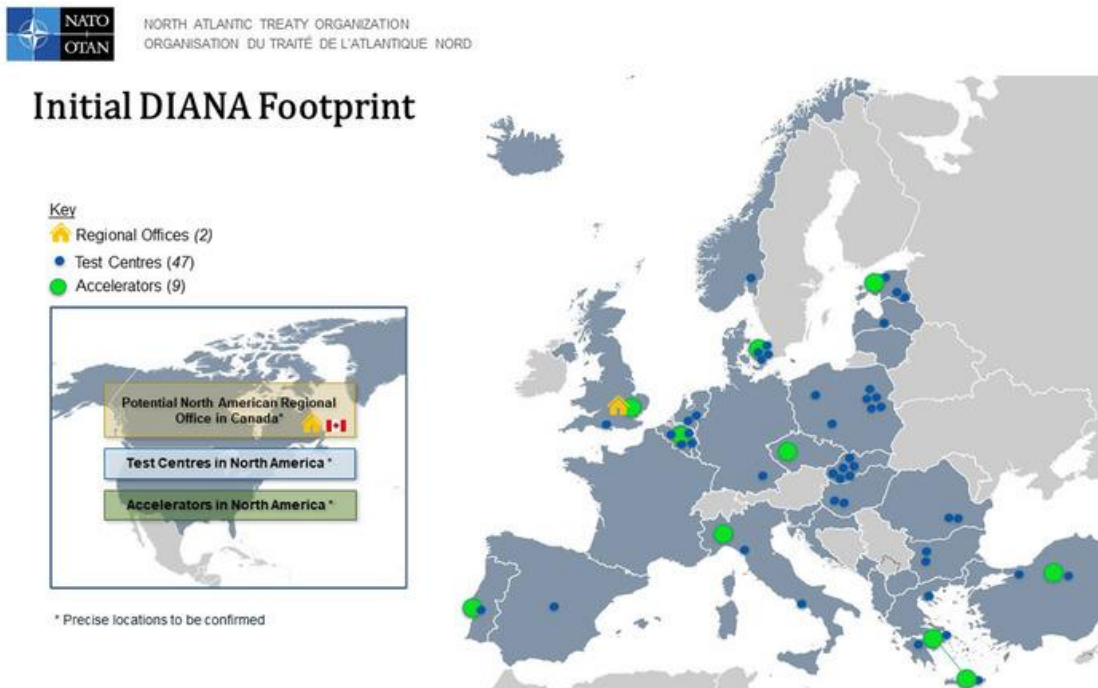 NATO
OTAN
NORTH ATLANTIC TREATY ORGANIZATION
ORGANISATION DU TRAITÉ DE L'ATLANTIQUE NORD
Initial DIANA Footprint
Key
Regional Offices (2)
Test Centres (47)
Accelerators (9)
Potential North American Regional
Office in Canada*
Test Centres in North America *
Accelerators in North America *
* Precise locations to be confirmed